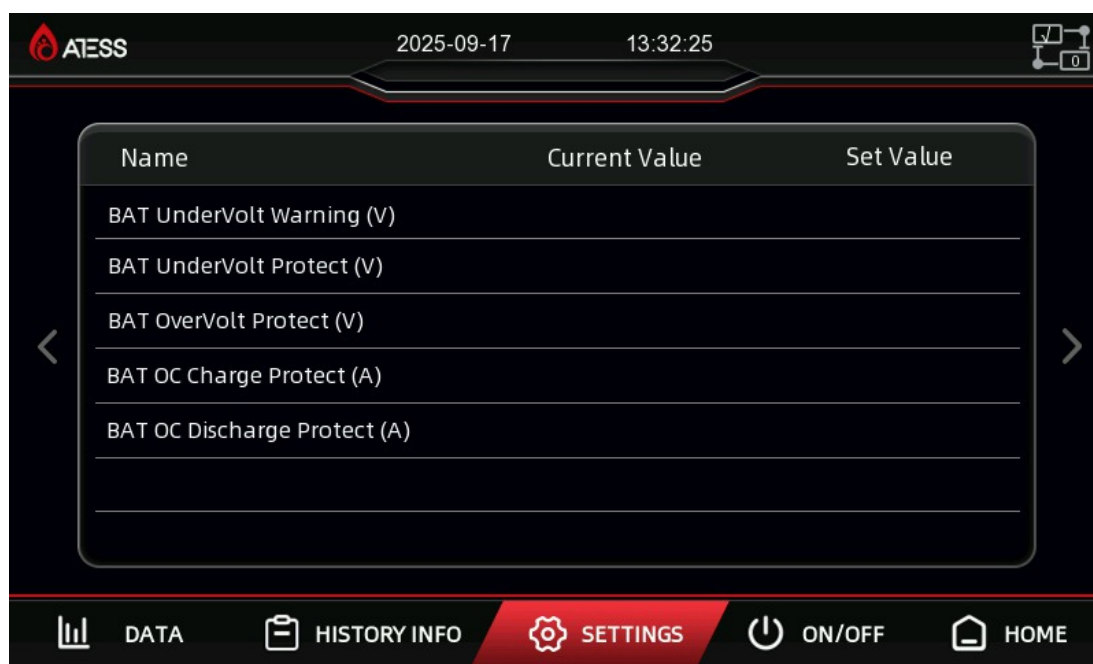 ATESS 2025-09-17 13:32:25
√
0
Name Current Value Set Value
BAT UnderVolt Warning (V)
BAT UnderVolt Protect (V)
BAT OverVolt Protect (V)
BAT OC Charge Protect (A)
BAT OC Discharge Protect (A)
DATA HISTORY INFO SETTINGS ON/OFF HOME